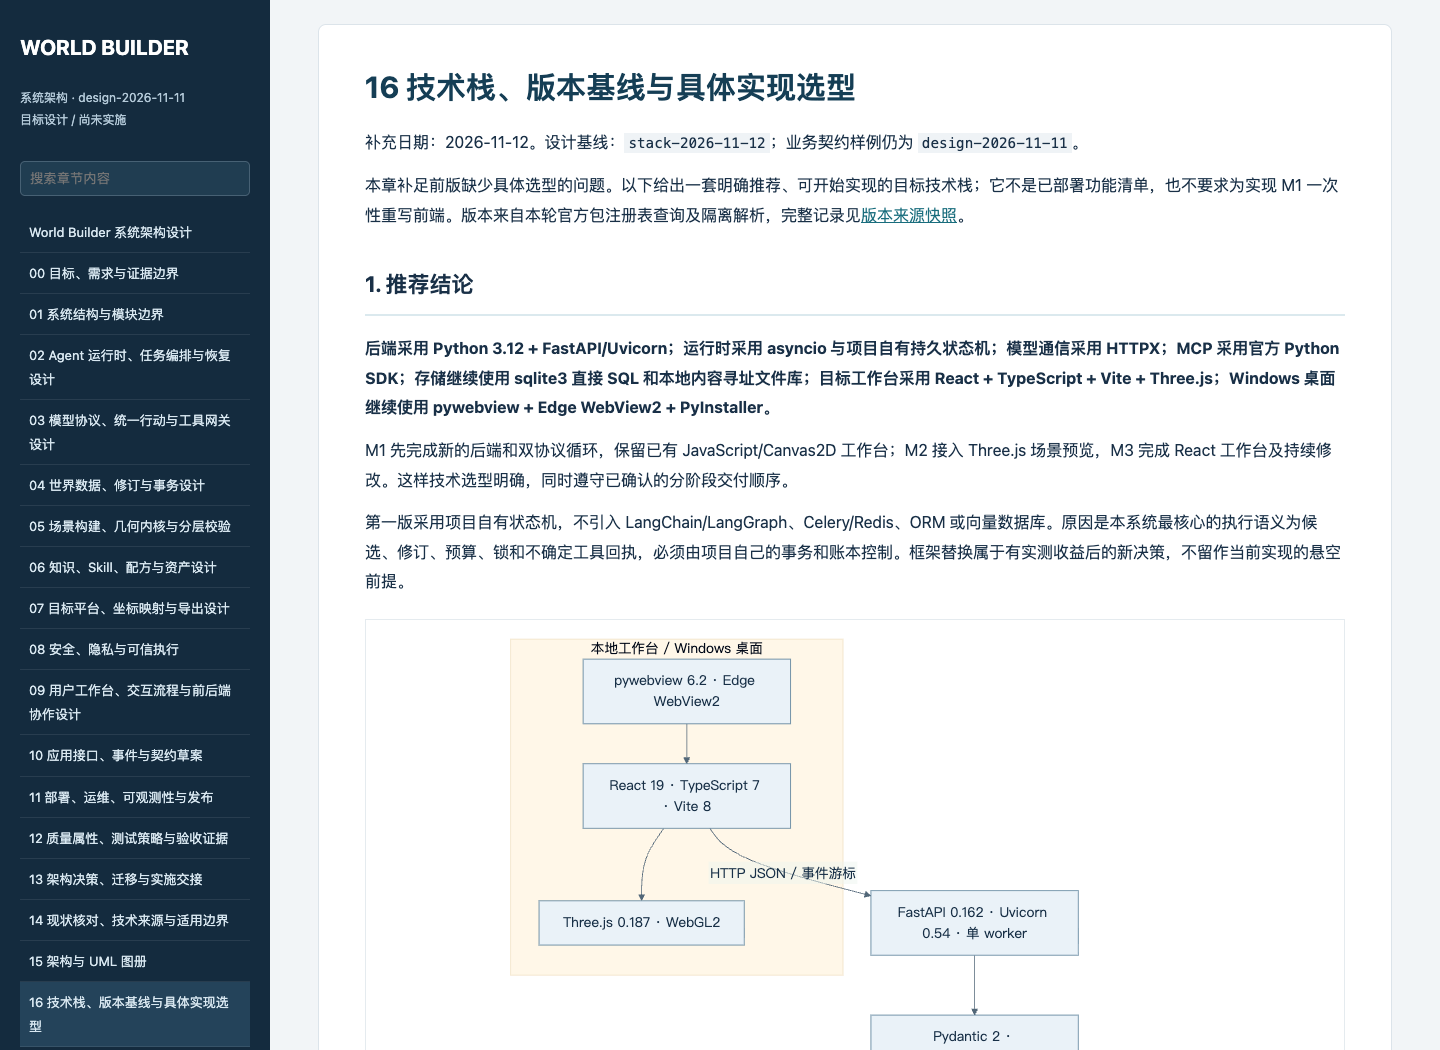 WORLD BUILDER
系统架构 · design-2026-11-11
目标设计 / 尚未实施
搜索章节内容
World Builder 系统架构设计
00 目标、需求与证据边界
01 系统结构与模块边界
02 Agent 运行时、任务编排与恢复
设计
03 模型协议、统一行动与工具网关
设计
04 世界数据、修订与事务设计
05 场景构建、几何内核与分层校验
06 知识、Skill、配方与资产设计
07 目标平台、坐标映射与导出设计
08 安全、隐私与可信执行
09 用户工作台、交互流程与前后端
协作设计
10 应用接口、事件与契约草案
11 部署、运维、可观测性与发布
12 质量属性、测试策略与验收证据
13 架构决策、迁移与实施交接
14 现状核对、技术来源与适用边界
15 架构与 UML 图册
16 技术栈、版本基线与具体实现选
型
16 技术栈、版本基线与具体实现选型
补充日期：2026-11-12。设计基线： stack-2026-11-12；业务契约样例仍为 design-2026-11-11。
本章补足前版缺少具体选型的问题。以下给出一套明确推荐、可开始实现的目标技术栈；它不是已部署功能清单，也不要求为实现 M1 一次
性重写前端。版本来自本轮官方包注册表查询及隔离解析，完整记录见版本来源快照。
1. 推荐结论
后端采用 Python 3.12 + FastAPI/Uvicorn；运行时采用 asyncio 与项目自有持久状态机；模型通信采用 HTTPX；MCP 采用官方 Python
SDK；存储继续使用 sqlite3 直接 SQL 和本地内容寻址文件库；目标工作台采用 React + TypeScript + Vite + Three.js；Windows 桌面
继续使用 pywebview + Edge WebView2 + PyInstaller。
M1 先完成新的后端和双协议循环，保留已有 JavaScript/Canvas2D 工作台；M2 接入 Three.js 场景预览，M3 完成 React 工作台及持续修
改。这样技术选型明确，同时遵守已确认的分阶段交付顺序。
第一版采用项目自有状态机，不引入 LangChain/LangGraph、Celery/Redis、ORM 或向量数据库。原因是本系统最核心的执行语义为候
选、修订、预算、锁和不确定工具回执，必须由项目自己的事务和账本控制。框架替换属于有实测收益后的新决策，不留作当前实现的悬空
前提。
本地工作台 / Windows 桌面
pywebview 6.2 · Edge
WebView2
React 19 · TypeScript 7
· Vite 8
HTTP JSON / 事件游标
Three.js 0.187 · WebGL2
FastAPI 0.162 · Uvicorn
0.54 · 单 worker
Pydantic 2 ·